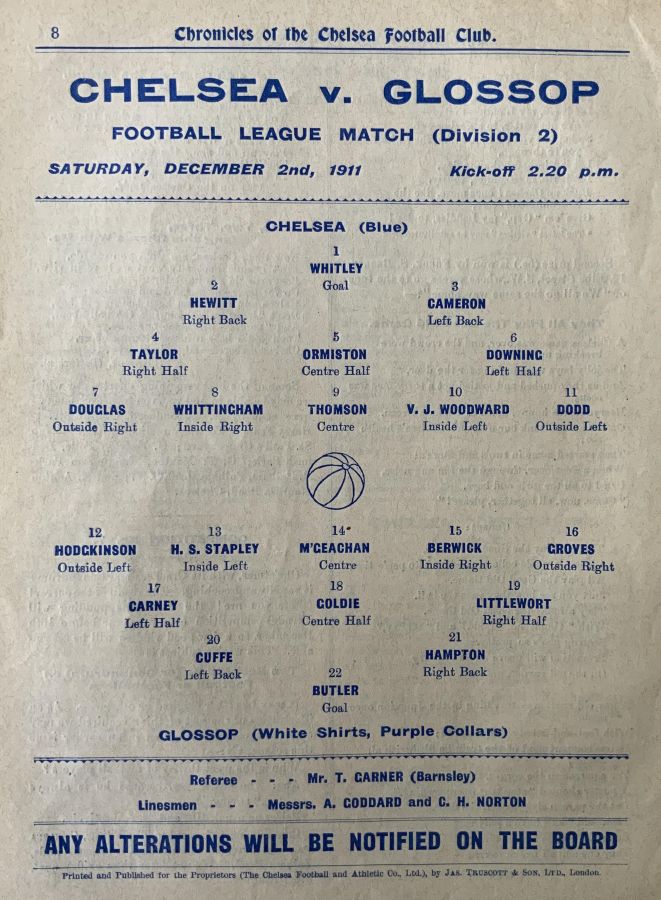 8 Chronicles of the Chelsea Football Club.
CHELSEA v. GLOSSOP
FOOTBALL LEAGUE MATCH (Division 2)
SATURDAY, DECEMBER 2nd, 1911 Kick-off 2.20 p.m.
CHELSEA (Blue)
1
WHITLEY
Goal
2 3
HEWITT CAMERON
Right Back Left Back
4 5 6
TAYLOR ORMISTON DOWNING
Right Half Centre Half Left Half
7 8 9 10 11
DOUGLAS WHITTINGHAM THOMSON V. J. WOODWARD DODD
Outside Right Inside Right Centre Inside Left Outside Left
12 13 14 15 16
HODGKINSON H. S. STAPLEY M'GEACHAN BERWICK GROVES
Outside Left Inside Left Centre Inside Right Outside Right
17 18 19
CARNEY GOLDIE LITTLEWORT
Left Half Centre Half Right Half
20 21
CUFFE HAMPTON
Left Back Right Back
22
BUTLER
Goal
GLOSSOP (White Shirts, Purple Collars)
Referee - - - Mr. T. GARNER (Barnsley)
Linesmen - - - Messrs. A. GODDARD and C. H. NORTON
ANY ALTERATIONS WILL BE NOTIFIED ON THE BOARD
Printed and Published for the Proprietors (The Chelsea Football and Athletic Co., Ltd.), by JAS. TRUSCOTT & SON, LTD., London.